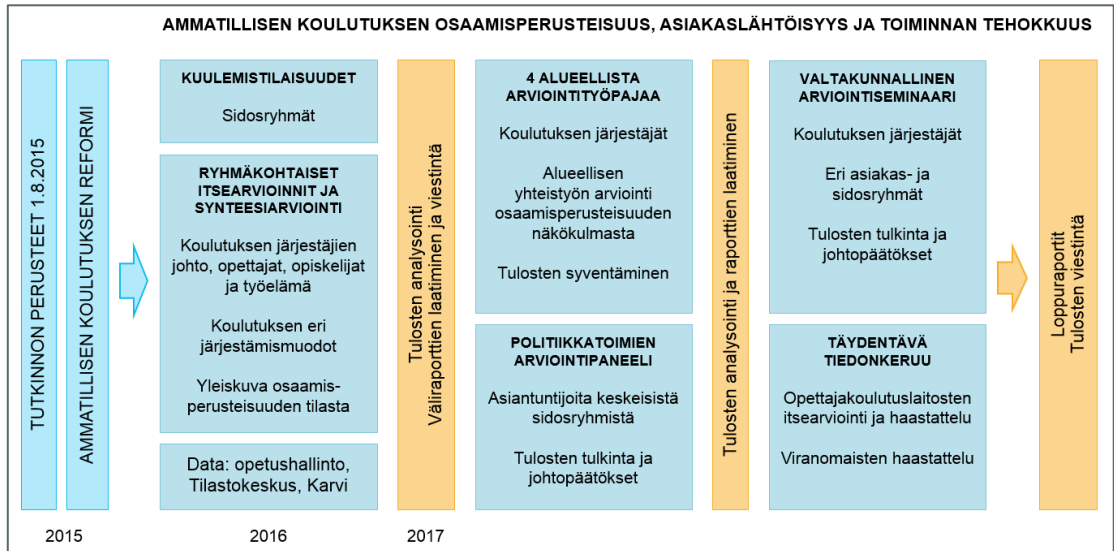 AMMATILLISEN KOULUTUKSEN OSAAMISPERUSTEISUUS, ASIAKASLÄHTÖISYYS JA TOIMINNAN TEHOKKUUS
TUTKINNON PERUSTEET 1.8.2015
AMMATILLISEN KOULUTUKSEN REFORMI
KUULEMISTILAISUUDET
Sidosryhmät
RYHMÄKOHTAISET
ITSEARVIOINNIT JA
SYNTEESIARVIOINTI
Koulutuksen järjestäjien
johto, opettajat, opiskelijat
ja työelämä
Koulutuksen eri
järjestämismuodot
Yleiskuva osaamis-
perusteisuuden tilasta
Data: opetushallinto,
Tilastokeskus, Karvi
Tulosten analysointi
Väliraporttien laatiminen ja viestintä
4 ALUEELLISTA
ARVIOINTITYÖPAJAA
Koulutuksen järjestäjät
Alueellisen
yhteistyön arviointi
osaamisperusteisuuden
näkökulmasta
Tulosten syventäminen
POLITIIKKATOIMIEN
ARVIOINTIPANEELI
Asiantuntijoita keskeisistä
sidosryhmistä
Tulosten tulkinta ja
johtopäätökset
Tulosten analysointi ja raporttien laatiminen
VALTAKUNNALLINEN
ARVIOINTISEMINAARI
Koulutuksen järjestäjät
Eri asiakas- ja
sidosryhmät
Tulosten tulkinta ja
johtopäätökset
TÄYDENTÄVÄ
TIEDONKERUU
Opettajakoulutuslaitosten
itsearviointi ja haastattelu
Viranomaisten haastattelu
Loppuraportit
Tulosten viestintä
2015
2016
2017